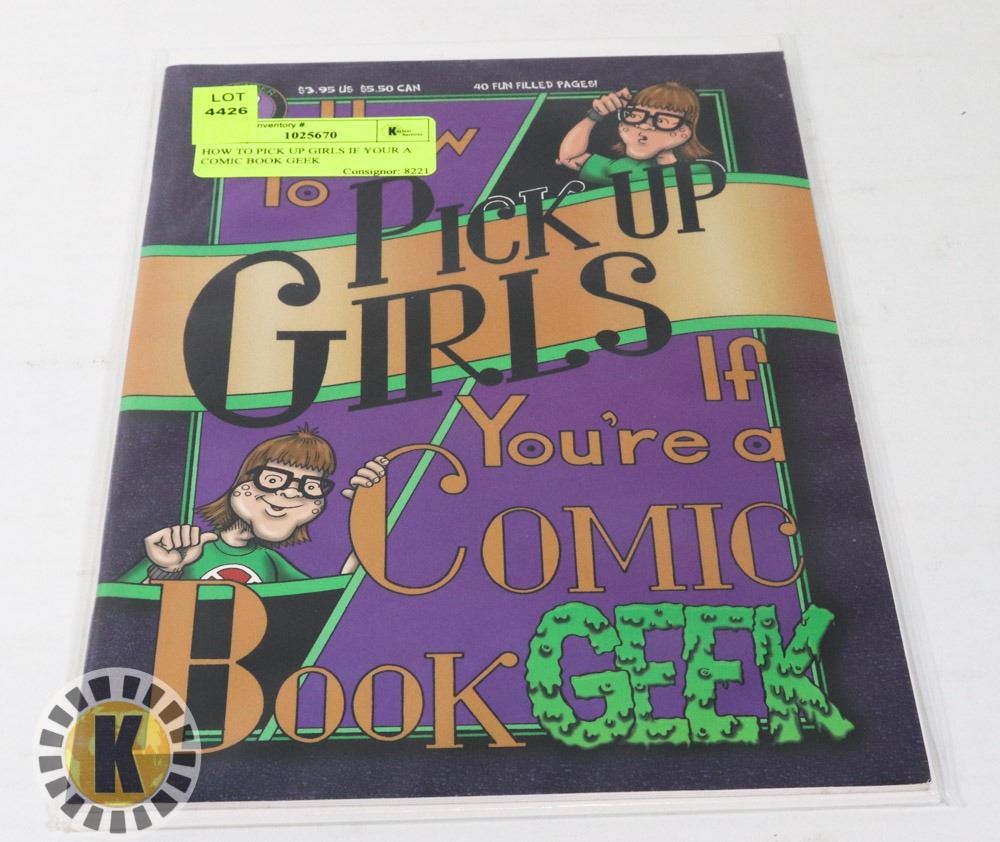 $3.95 US $5.50 CAN
40 FUN FILLED PAGES!
LOT
4426
Inventory #
1025670
K
HOW TO PICK UP GIRLS IF YOUR A
COMIC BOOK GEEK
Consignor: 8221
To
PICK UP
GIRLS
If
You're a
COMIC
BOOK GEEK
K